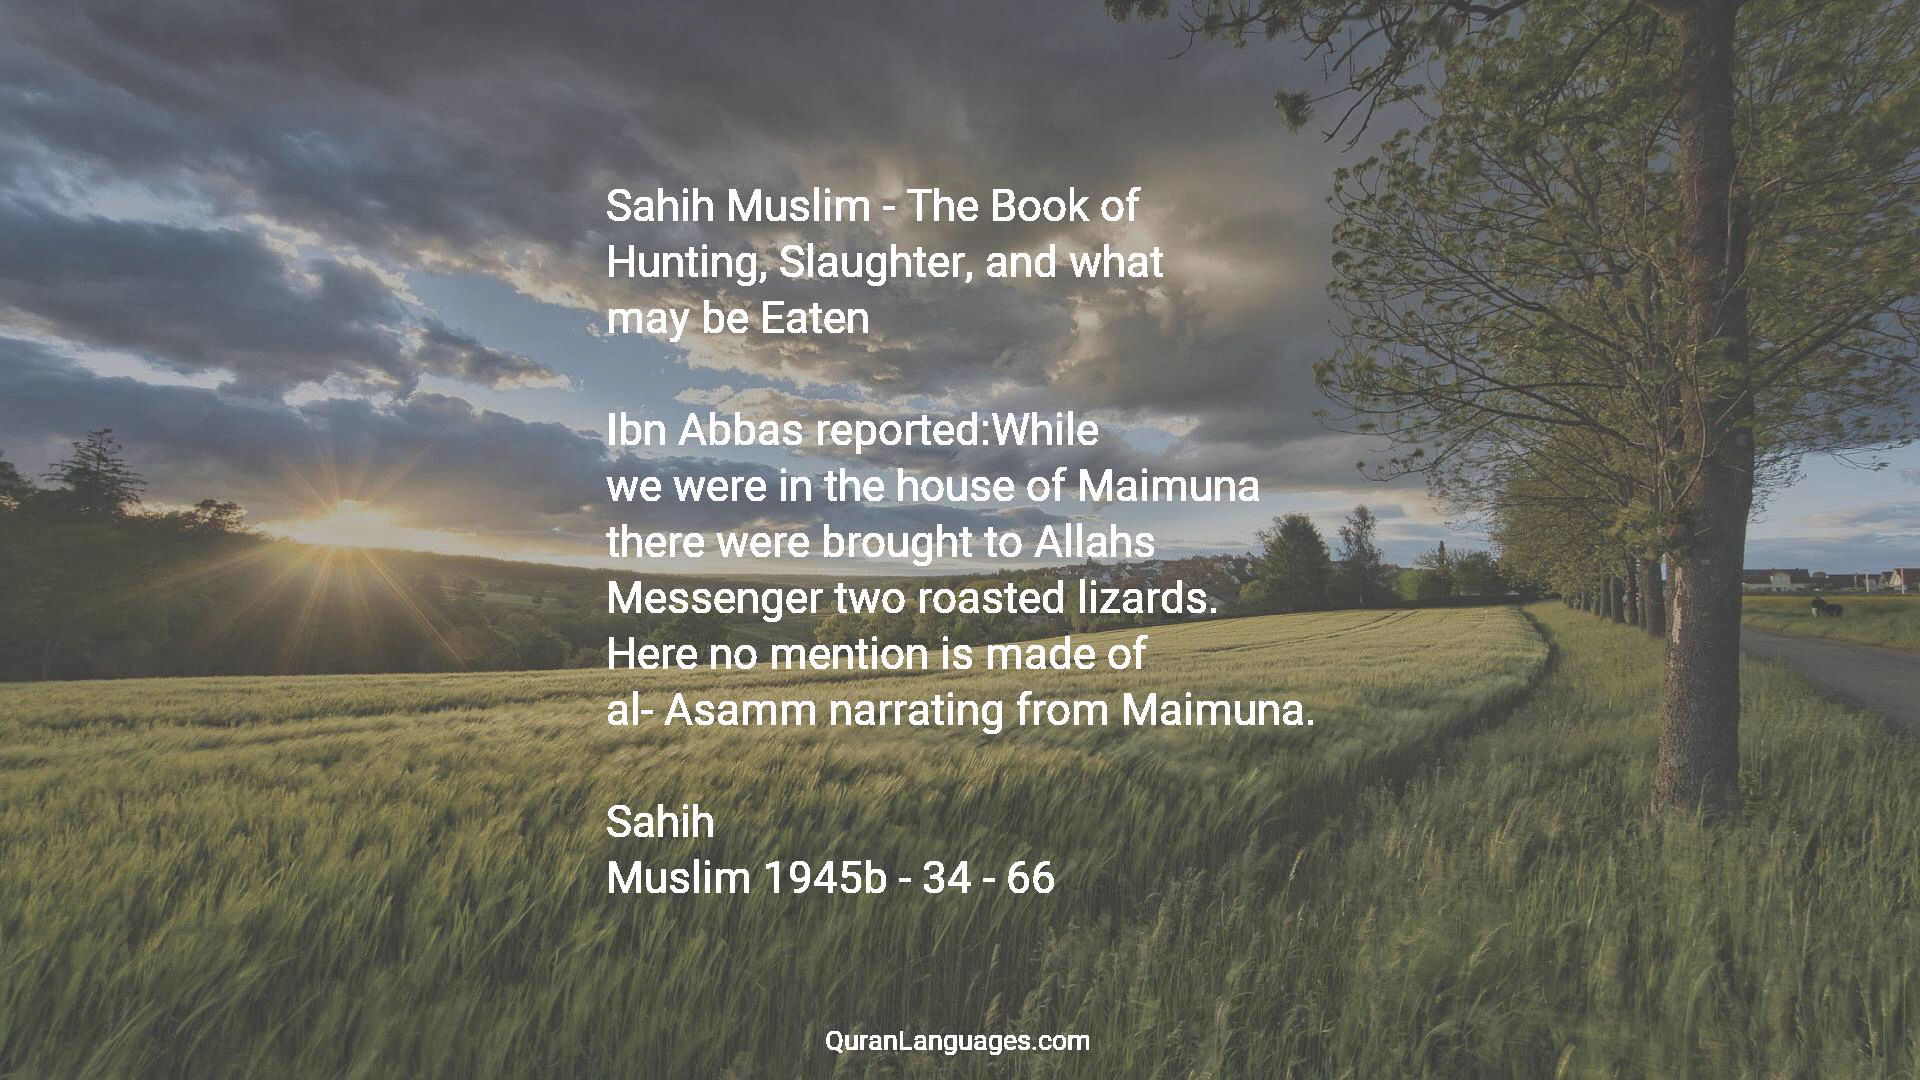 Sahih Muslim - The Book of
Hunting, Slaughter, and what
may be Eaten
Ibn Abbas reported:While
we were in the house of Maimuna
there were brought to Allahs
Messenger two roasted lizards.
Here no mention is made of
al- Asamm narrating from Maimuna.
Sahih
Muslim 1945b - 34 - 66
QuranLanguages.com